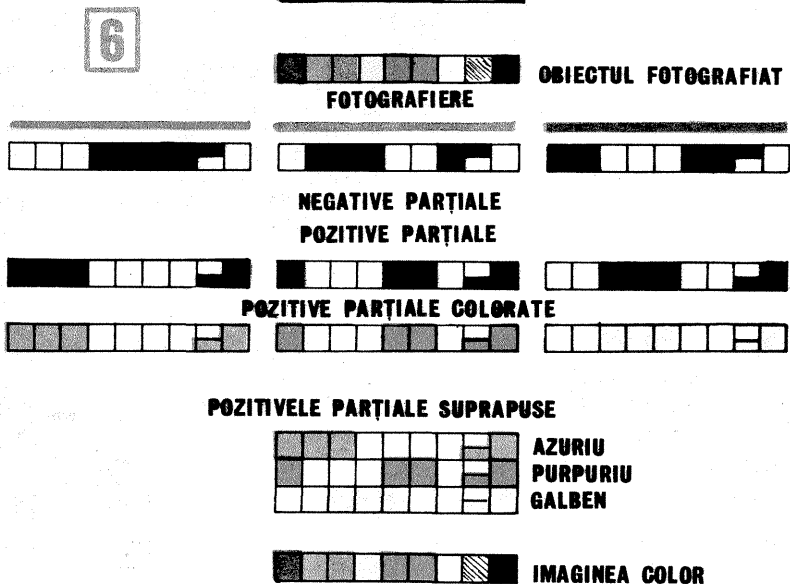 6
OBIECTUL FOTOGRAFIAT
FOTOGRAFIERE
NEGATIVE PARȚIALE
POZITIVE PARȚIALE
POZITIVE PARȚIALE COLORATE
POZITIVELE PARȚIALE SUPRAPUSE
AZURIU
PURPURIU
GALBEN
IMAGINEA COLOR